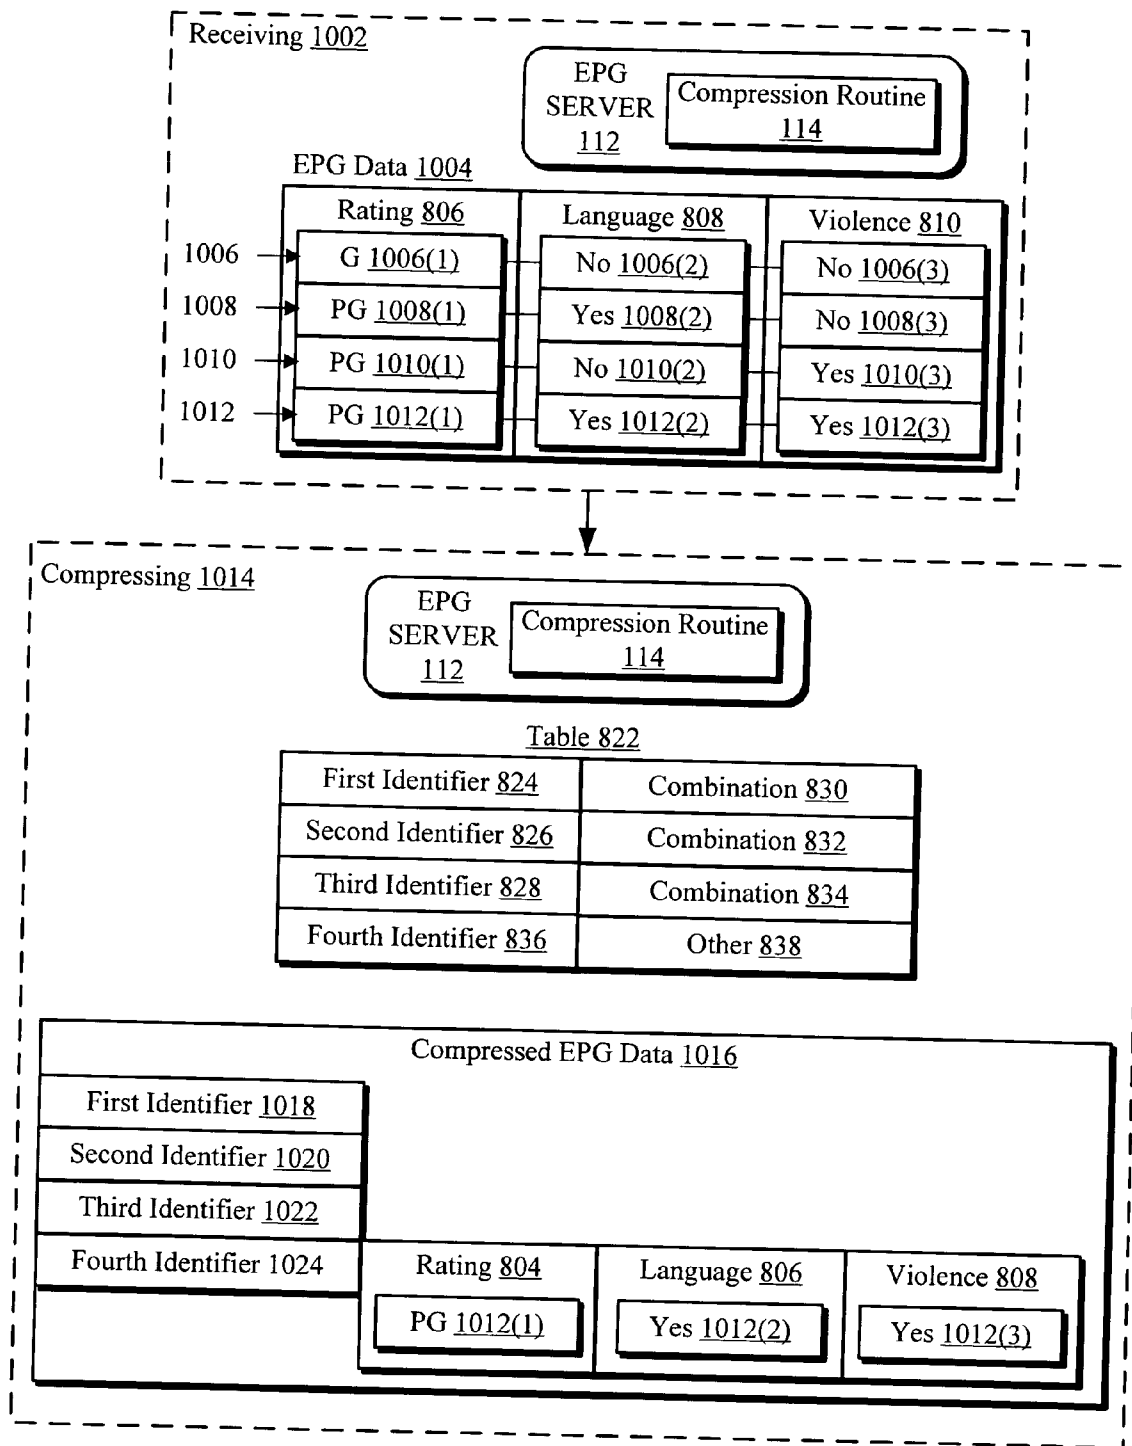 Receiving 1002
EPG
SERVER
112
Compression Routine
114
EPG Data 1004
Rating 806
Language 808
Violence 810
1006
G 1006(1)
No 1006(2)
No 1006(3)
1008
PG 1008(1)
Yes 1008(2)
No 1008(3)
1010
PG 1010(1)
No 1010(2)
Yes 1010(3)
1012
PG 1012(1)
Yes 1012(2)
Yes 1012(3)
Compressing 1014
EPG
SERVER
112
Compression Routine
114
Table 822
First Identifier 824
Combination 830
Second Identifier 826
Combination 832
Third Identifier 828
Combination 834
Fourth Identifier 836
Other 838
Compressed EPG Data 1016
First Identifier 1018
Second Identifier 1020
Third Identifier 1022
Fourth Identifier 1024
Rating 804
Language 806
Violence 808
PG 1012(1)
Yes 1012(2)
Yes 1012(3)